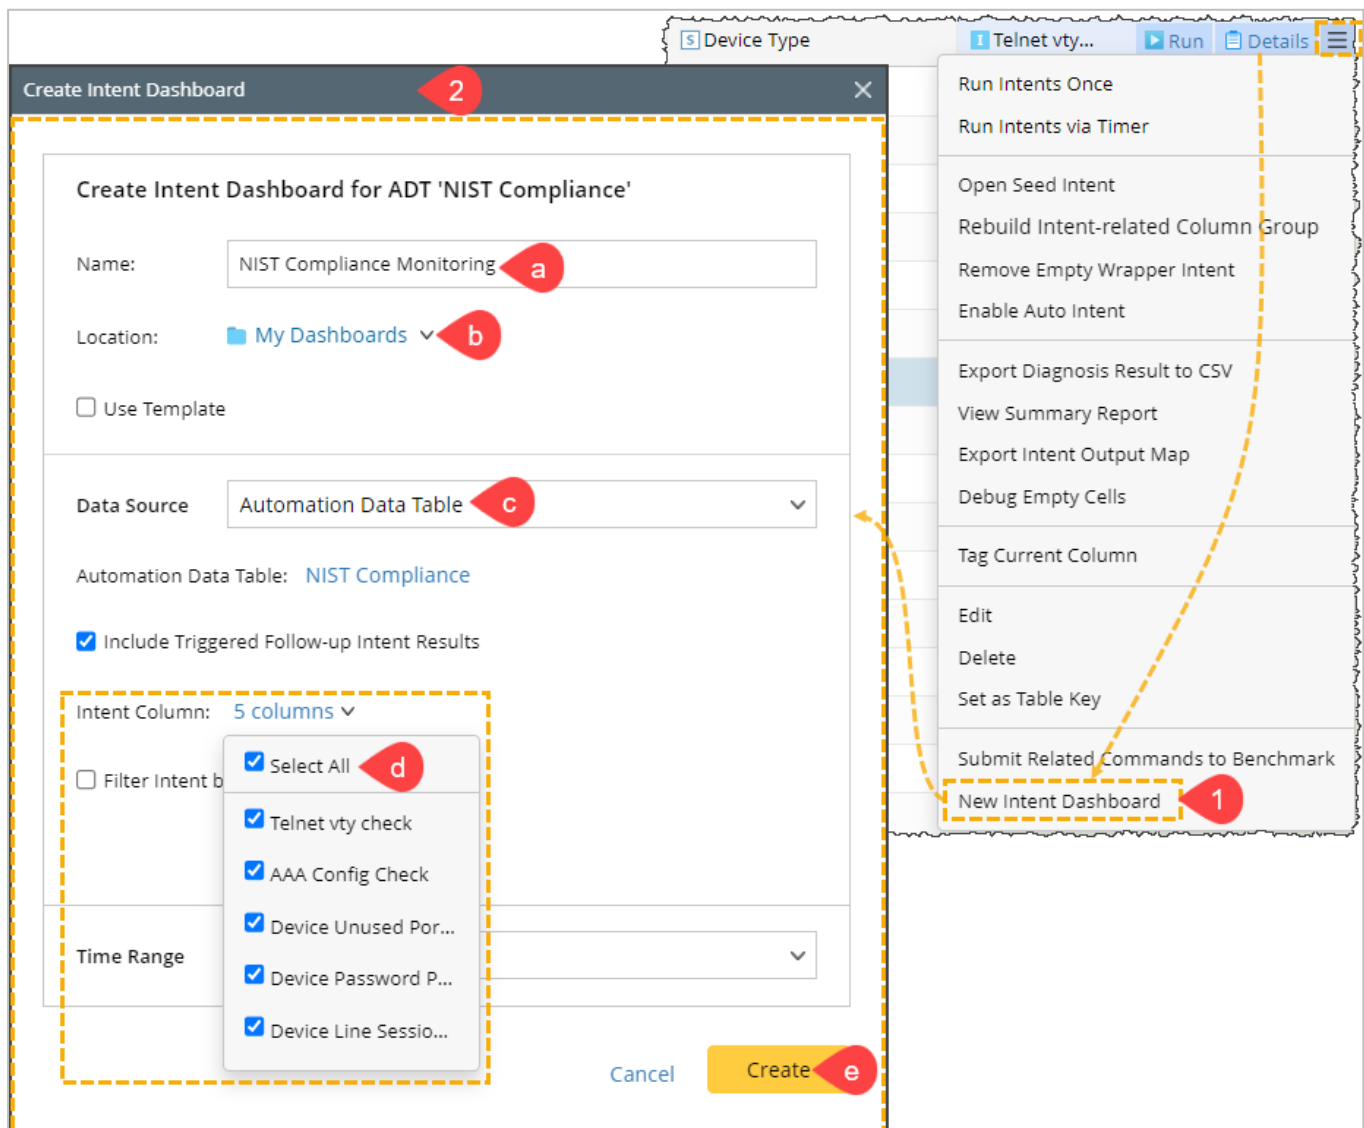 S Device Type
I Telnet vty...
Run
Details
Create Intent Dashboard
2
Create Intent Dashboard for ADT 'NIST Compliance'
Name:
NIST Compliance Monitoring
a
Location:
My Dashboards
b
Use Template
Data Source
Automation Data Table
c
Automation Data Table: NIST Compliance
Include Triggered Follow-up Intent Results
Intent Column: 5 columns
Filter Intent b
Select All
d
Telnet vty check
AAA Config Check
Device Unused Por...
Device Password P...
Device Line Sessio...
Time Range
Cancel
Create
e
Run Intents Once
Run Intents via Timer
Open Seed Intent
Rebuild Intent-related Column Group
Remove Empty Wrapper Intent
Enable Auto Intent
Export Diagnosis Result to CSV
View Summary Report
Export Intent Output Map
Debug Empty Cells
Tag Current Column
Edit
Delete
Set as Table Key
Submit Related Commands to Benchmark
New Intent Dashboard
1